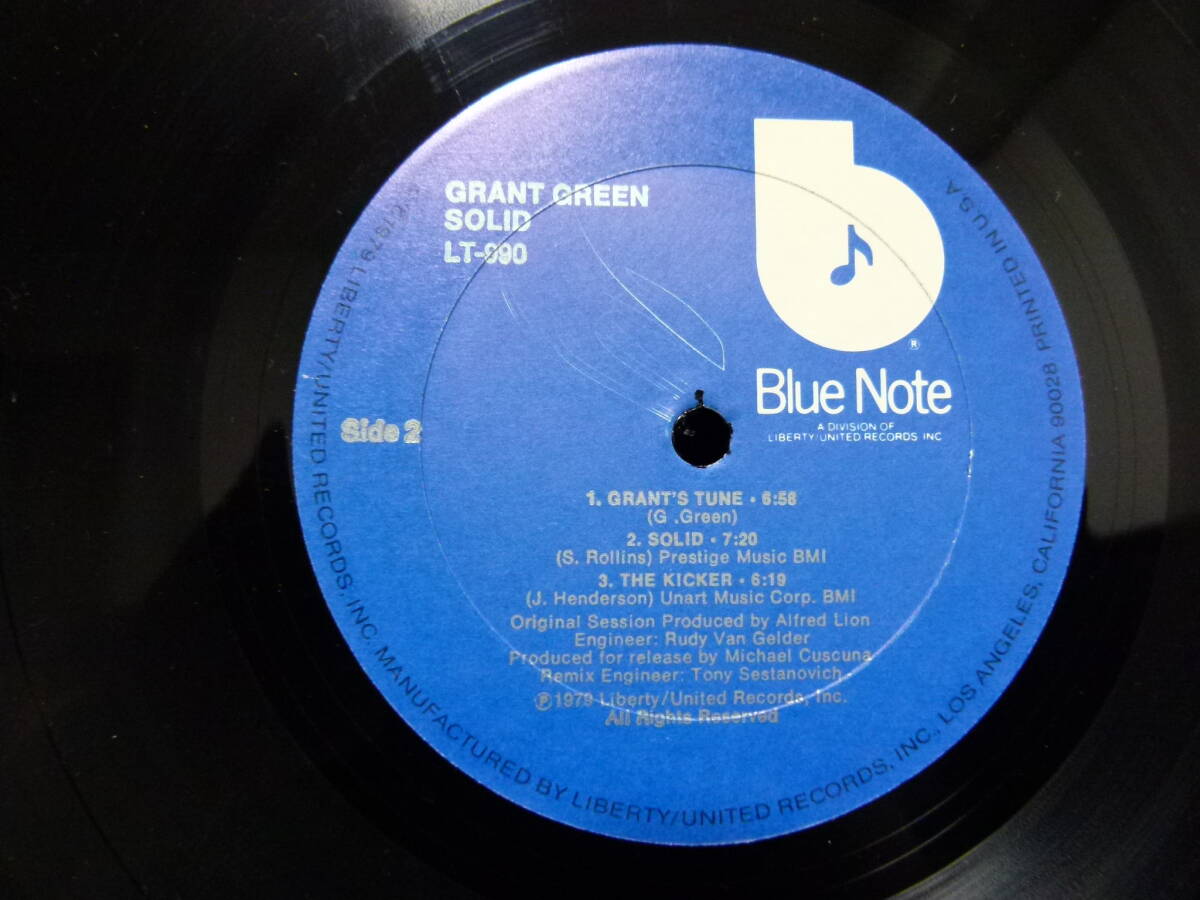 GRANT GREEN
SOLID
LT-990
®
Blue Note
A DIVISION OF
LIBERTY/UNITED RECORDS INC
Side 2
1. GRANT'S TUNE • 6:58
(G .Green)
2. SOLID • 7:20
(S. Rollins) Prestige Music BMI
3. THE KICKER • 6:19
(J. Henderson) Unart Music Corp. BMI
Original Session Produced by Alfred Lion
Engineer: Rudy Van Gelder
Produced for release by Michael Cuscuna
Remix Engineer: Tony Sestanovich
℗ 1979 Liberty/United Records, Inc.
All Rights Reserved
1979 LIBERTY/UNITED RECORDS, INC. MANUFACTURED BY LIBERTY/UNITED RECORDS, INC., LOS ANGELES, CALIFORNIA 90028 PRINTED IN U.S.A.